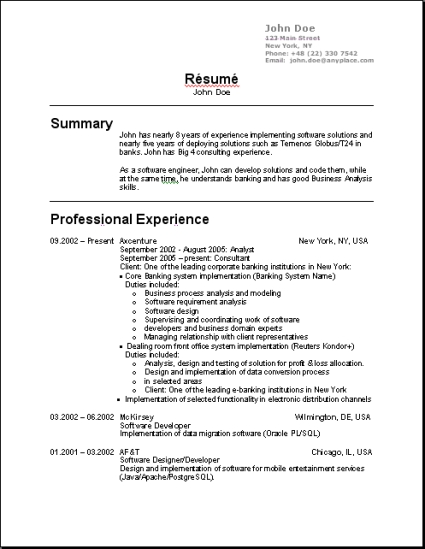 John Doe
123 Main Street
New York, NY
Phone: +48 (22) 330 7542
Email: john.doe@anyplace.com
Résumé
John Doe
Summary
John has nearly 8 years of experience implementing software solutions and
nearly five years of deploying solutions such as Temenos Globus/T24 in
banks. John has Big 4 consulting experience.
As a software engineer, John can develop solutions and code them, while
at the same time, he understands banking and has good Business Analysis
skills.
Professional Experience
09.2002 – Present Axcenture New York, NY, USA
September 2002 - August 2005: Analyst
September 2005 – present: Consultant
Client: One of the leading corporate banking institutions in New York:
• Core Banking system implementation (Banking System Name)
Duties included:
o Business process analysis and modeling
o Software requirement analysis
o Software design
o Supervising and coordinating work of software
o developers and business domain experts
o Managing relationship with client representatives
• Dealing room front office system implementation (Reuters Kondor+)
Duties included:
o Analysis, design and testing of solution for profit & loss allocation.
o Design and implementation of data conversion process
o in selected areas
o Client: One of the leading e-banking institutions in New York
• Implementation of selected functionality in electronic distribution channels
03.2002 – 06.2002 McKirsey Wilmington, DE, USA
Software Developer
Implementation of data migration software (Oracle PL/SQL)
01.2001 – 03.2002 AF&T Chicago, IL, USA
Software Designer/Developer
Design and implementation of software for mobile entertainment services
(Java/Apache/PostgreSQL).